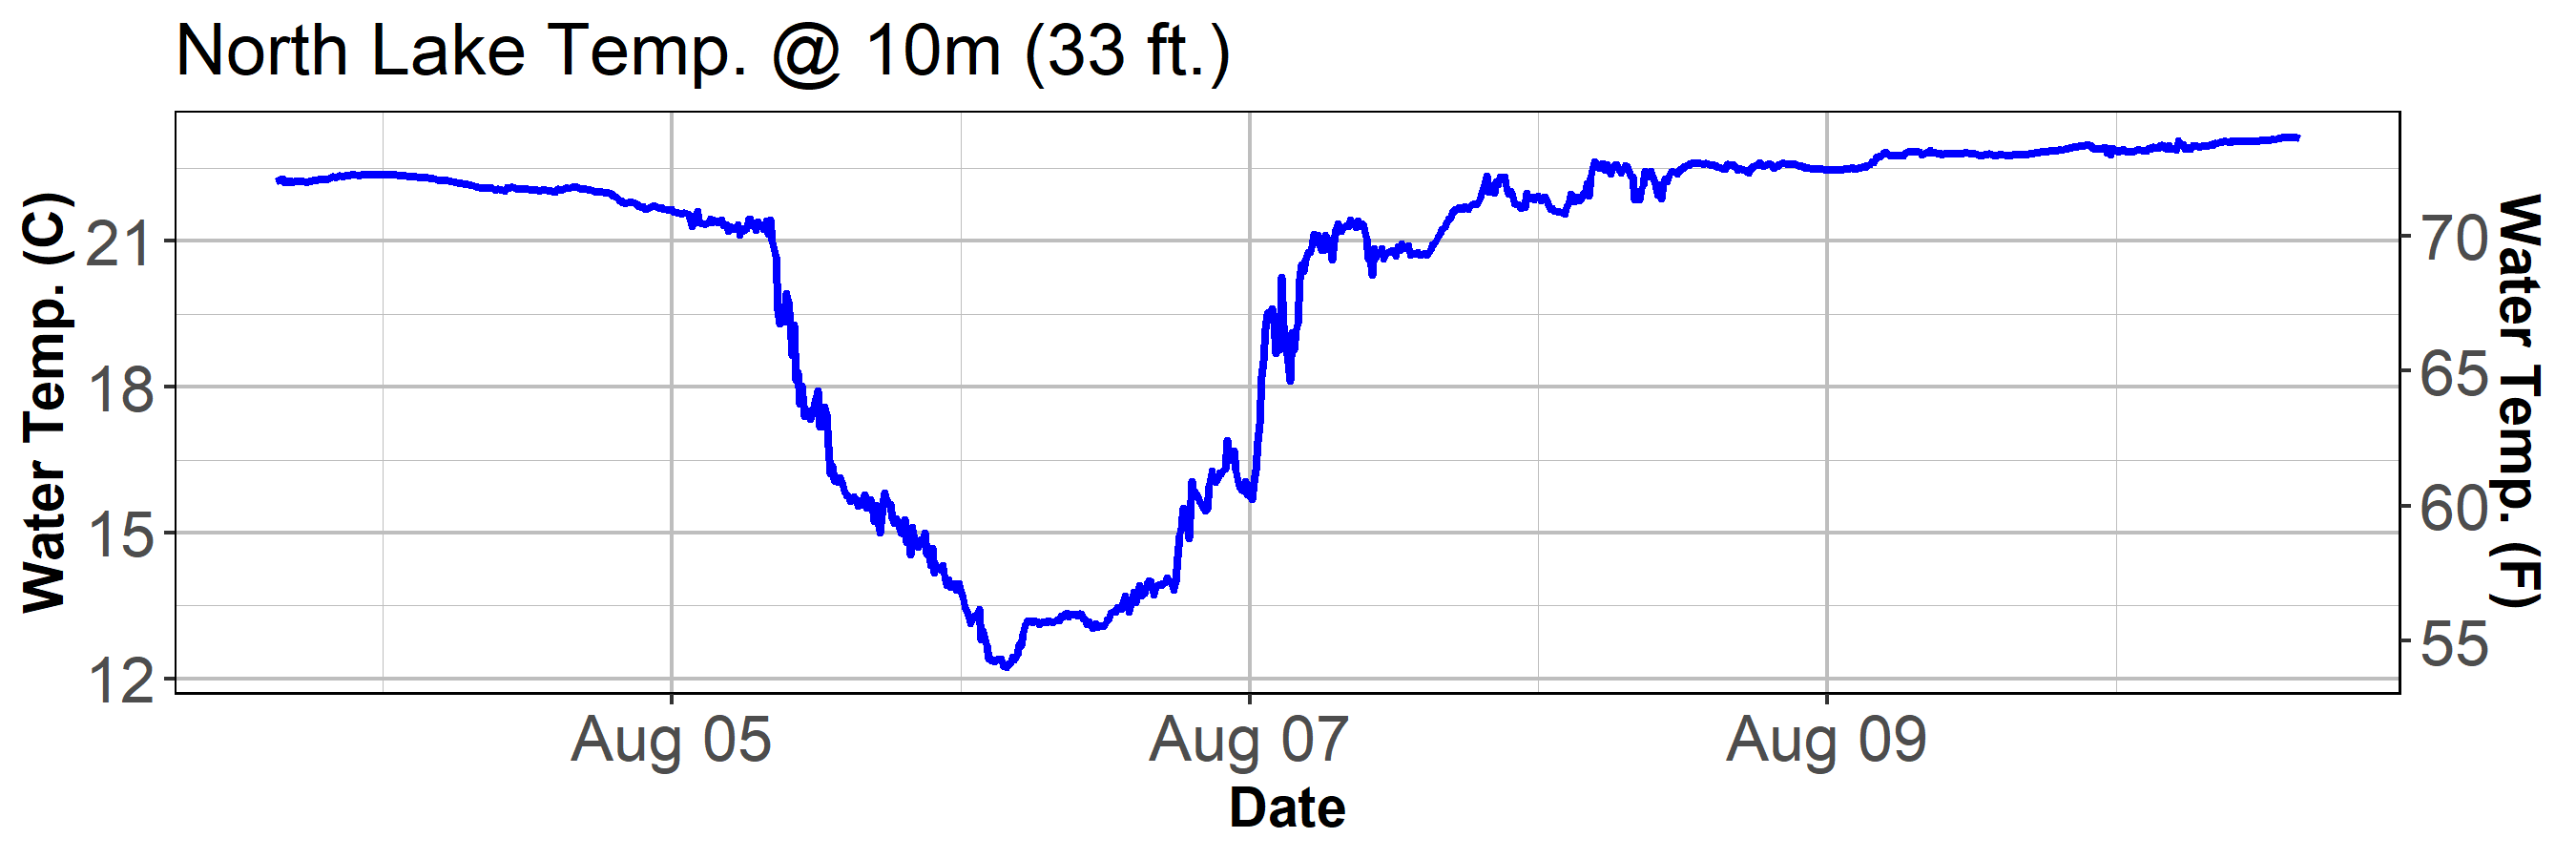 North Lake Temp. @ 10m (33 ft.)
Water Temp. (C)
21
18
15
12
70
65
60
55
Water Temp. (F)
Aug 05
Aug 07
Aug 09
Date